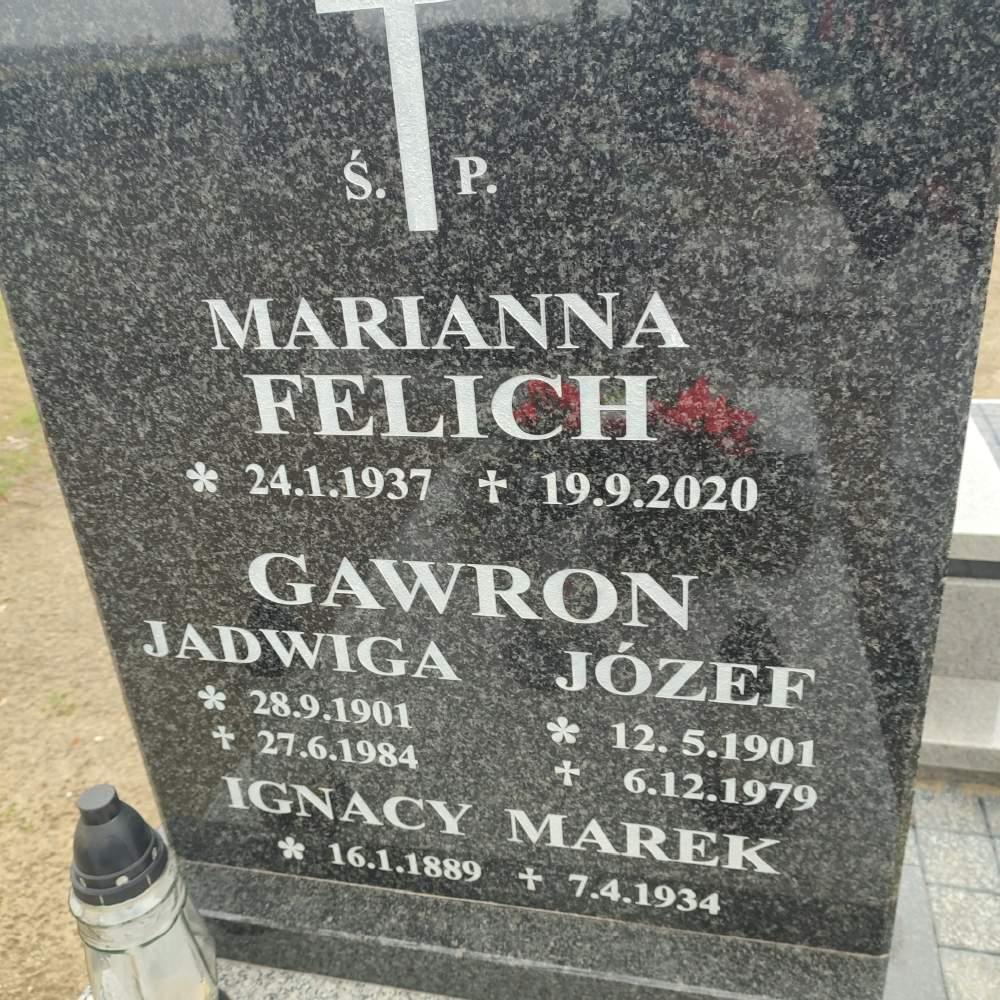 Ś. P.
MARIANNA
FELICH
* 24.1.1937 † 19.9.2020
GAWRON
JADWIGA JÓZEF
* 28.9.1901 * 12.5.1901
† 27.6.1984 † 6.12.1979
IGNACY MAREK
* 16.1.1889 † 7.4.1934